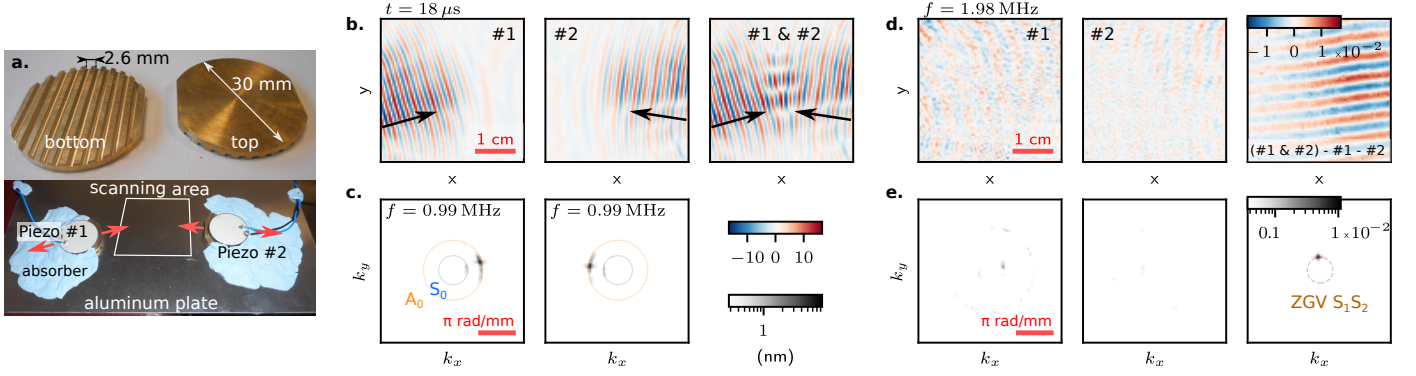 a.
2.6 mm
30 mm
bottom
top
scanning area
Piezo #1
Piezo #2
absorber
aluminum plate
b.
t = 18 μs
#1
#2
#1 & #2
y
1 cm
x
x
x
c.
f = 0.99 MHz
f = 0.99 MHz
k_y
A₀
S₀
π rad/mm
k_x
k_x
−10 0 10
1
(nm)
d.
f = 1.98 MHz
#1
#2
−1 0 1 ×10⁻²
y
1 cm
(#1 & #2) - #1 - #2
x
x
x
e.
k_y
π rad/mm
0.1 1 ×10⁻²
ZGV S₁S₂
k_x
k_x
k_x